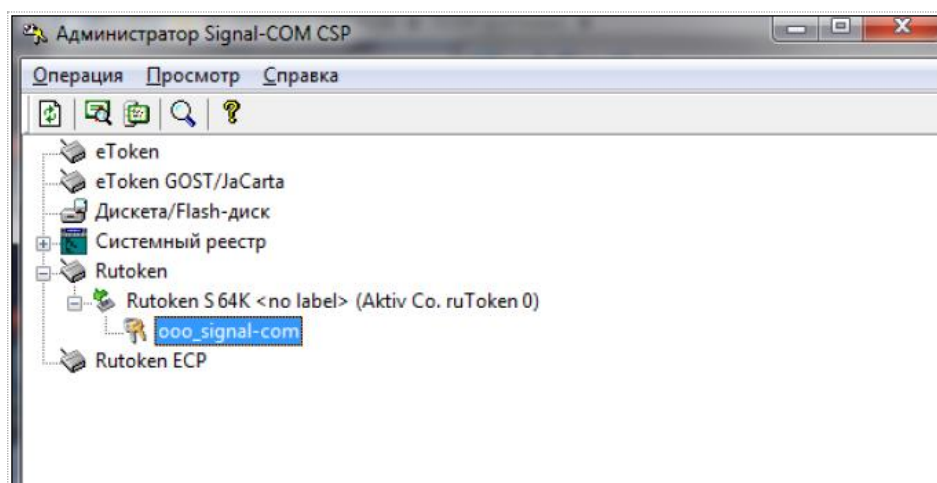 Администратор Signal-COM CSP
Операция Просмотр Справка
eToken
eToken GOST/JaCarta
Дискета/Flash-диск
Системный реестр
Rutoken
Rutoken S 64K <no label> (Aktiv Co. ruToken 0)
ooo_signal-com
Rutoken ECP